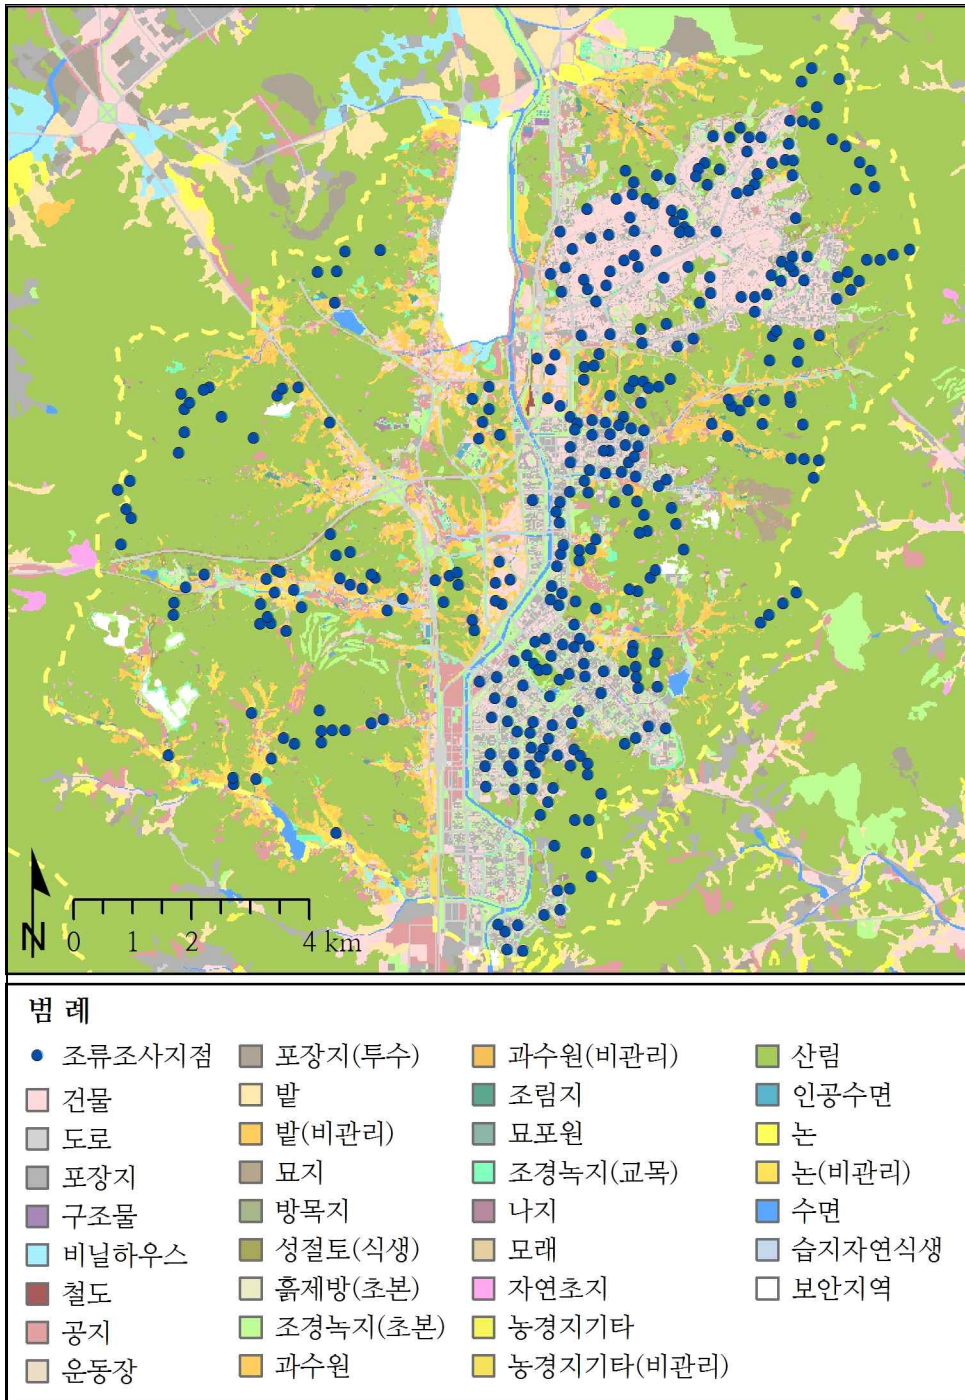 N
0 1 2 4 km
범 례
조류조사지점
건물
도로
포장지
구조물
비닐하우스
철도
공지
운동장
포장지(투수)
밭
밭(비관리)
묘지
방목지
성절토(식생)
흙제방(초본)
조경녹지(초본)
과수원
과수원(비관리)
조림지
묘포원
조경녹지(교목)
나지
모래
자연초지
농경지기타
농경지기타(비관리)
산림
인공수면
논
논(비관리)
수면
습지자연식생
보안지역